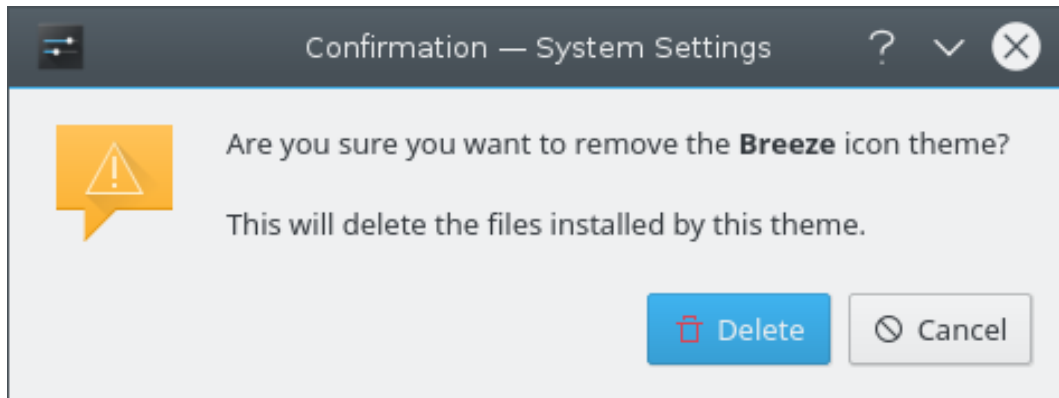 Confirmation — System Settings
Are you sure you want to remove the Breeze icon theme?
This will delete the files installed by this theme.
Delete
Cancel